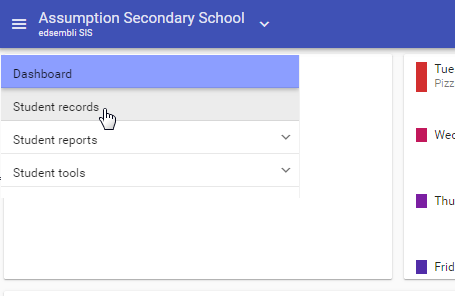 Assumption Secondary School
edsembli SIS
Dashboard
Student records
Student reports
Student tools
Tue
Pizz
Wed
Thu
Frid